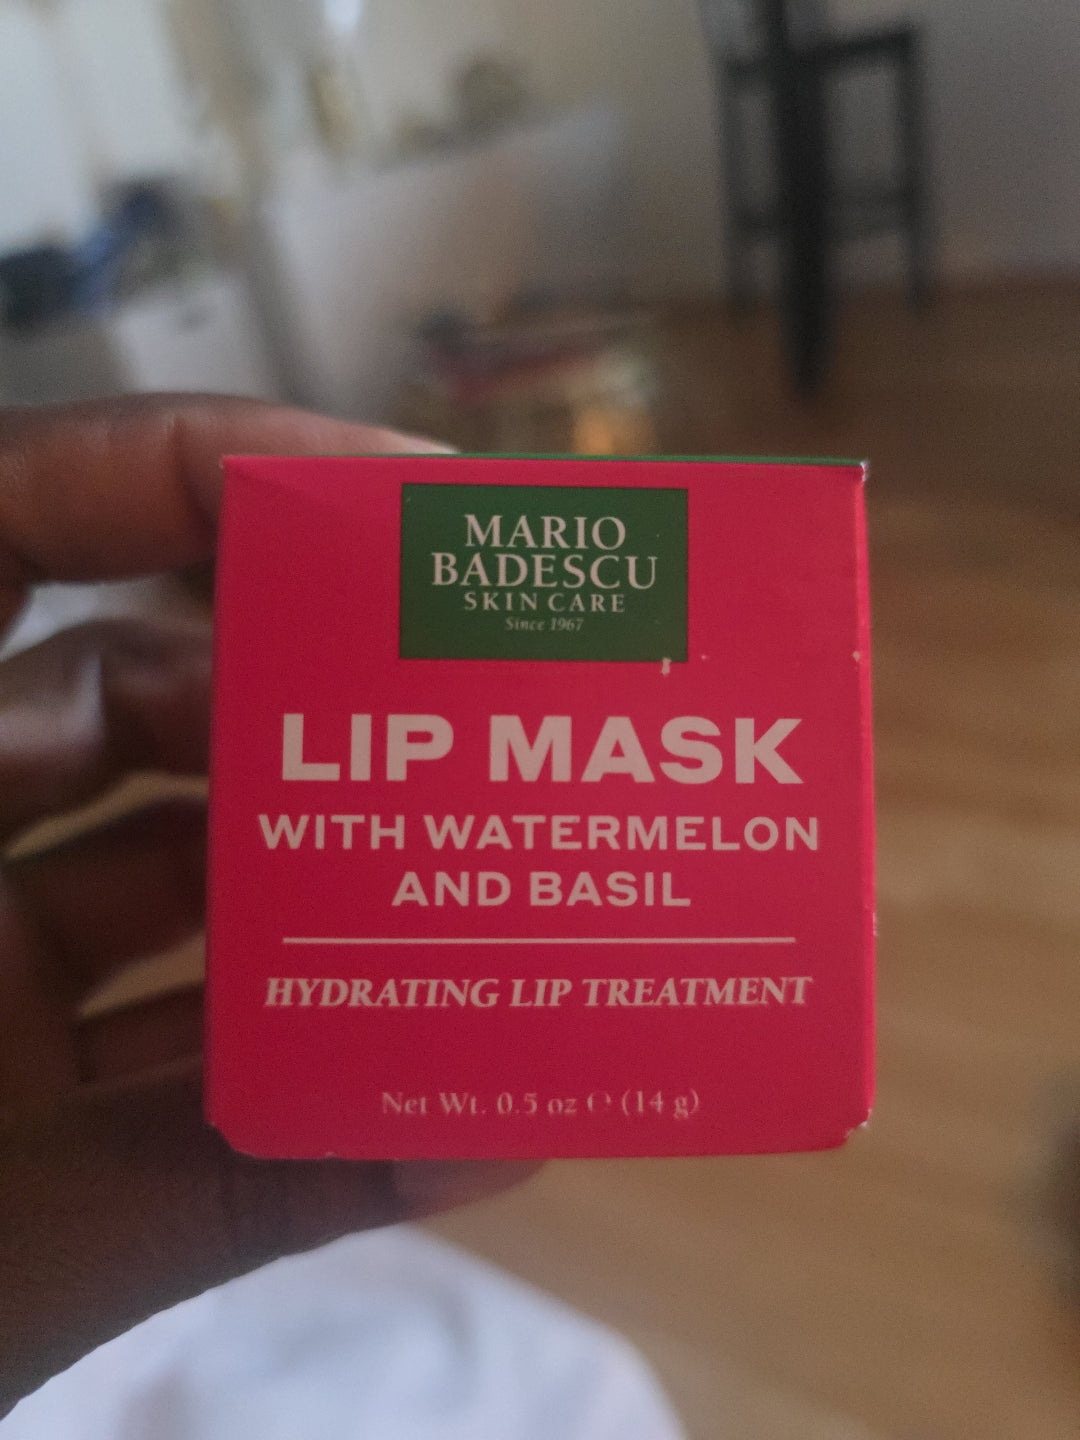 MARIO
BADESCU
SKIN CARE
Since 1967
LIP MASK
WITH WATERMELON
AND BASIL
HYDRATING LIP TREATMENT
Net Wt. 0.5 oz ℮ (14 g)